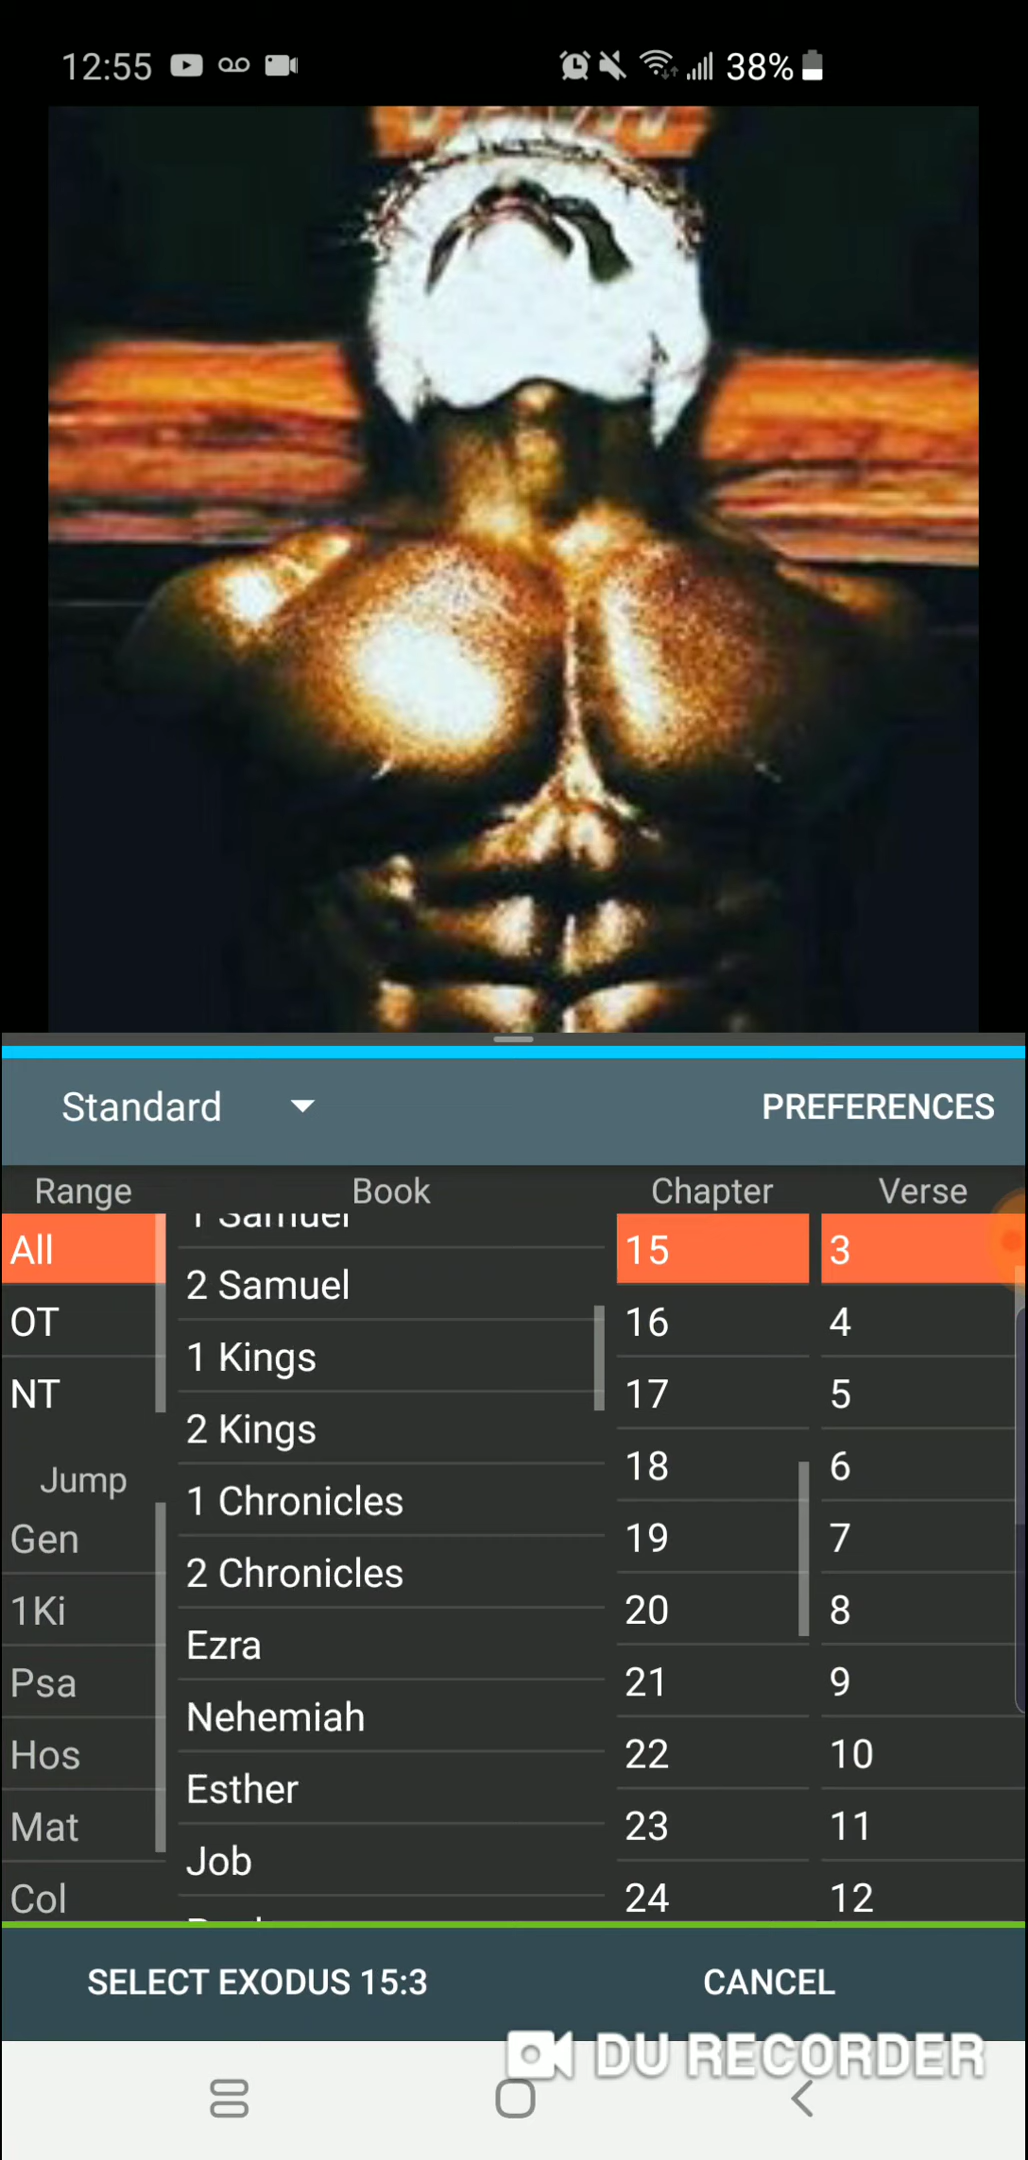 12:55
38%
Standard
PREFERENCES
Range
Book
Chapter
Verse
All
1 Samuel
15
3
OT
2 Samuel
16
4
NT
1 Kings
17
5
2 Kings
18
6
Jump
1 Chronicles
19
7
Gen
2 Chronicles
20
8
1Ki
Ezra
21
9
Psa
Nehemiah
22
10
Hos
Esther
23
11
Mat
Job
24
12
Col
SELECT EXODUS 15:3
CANCEL
DU RECORDER